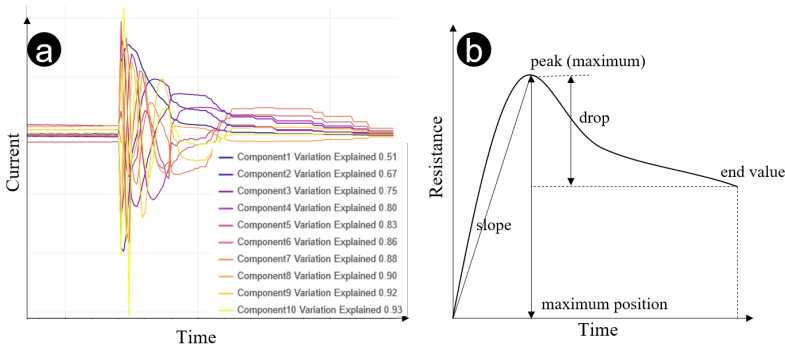 a
Current
Component1 Variation Explained 0.51
Component2 Variation Explained 0.67
Component3 Variation Explained 0.75
Component4 Variation Explained 0.80
Component5 Variation Explained 0.83
Component6 Variation Explained 0.86
Component7 Variation Explained 0.88
Component8 Variation Explained 0.90
Component9 Variation Explained 0.92
Component10 Variation Explained 0.93
Time
b
peak (maximum)
drop
Resistance
end value
slope
maximum position
Time